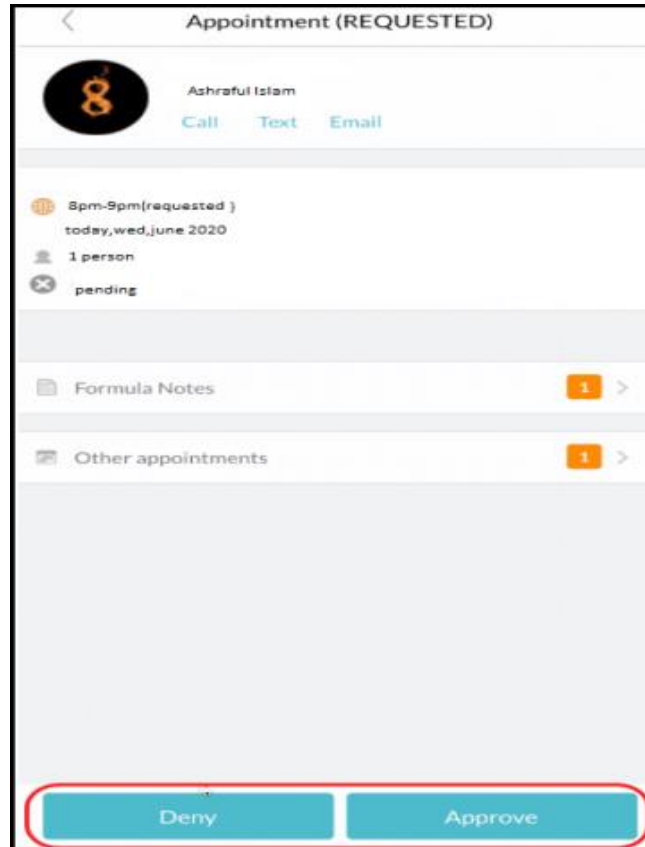 Appointment (REQUESTED)
8
Ashraful Islam
Call Text Email
8pm-9pm(requested )
today,wed,june 2020
1 person
pending
Formula Notes 1
Other appointments 1
Deny Approve